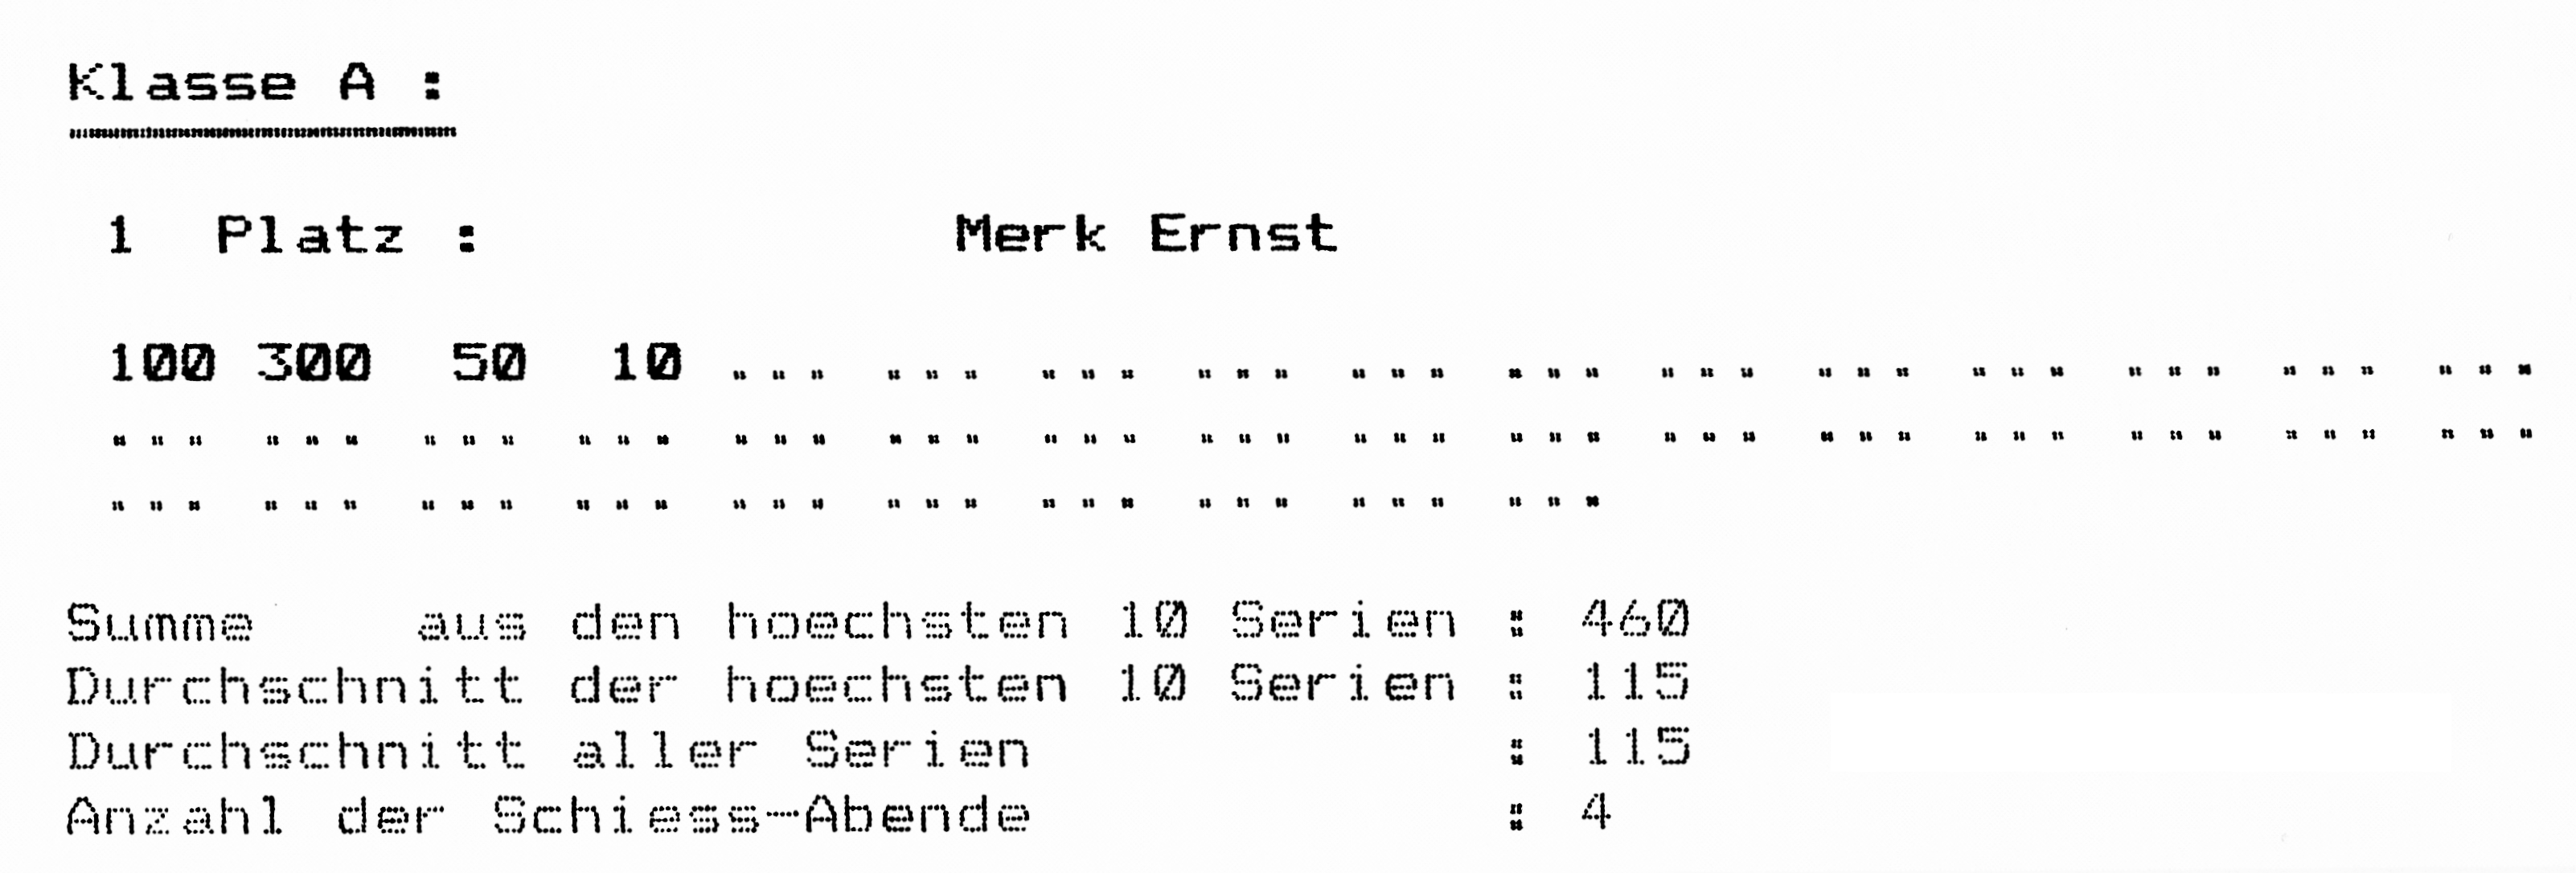 Klasse A :
1 Platz : Merk Ernst
100 300 50 10 ... ... ... ... ... ... ... ... ... ... ... ...
... ... ... ... ... ... ... ... ... ... ... ... ... ... ... ...
... ... ... ... ... ... ... ... ... ...
Summe aus den hoechsten 10 Serien : 460
Durchschnitt der hoechsten 10 Serien : 115
Durchschnitt aller Serien : 115
Anzahl der Schiess-Abende : 4